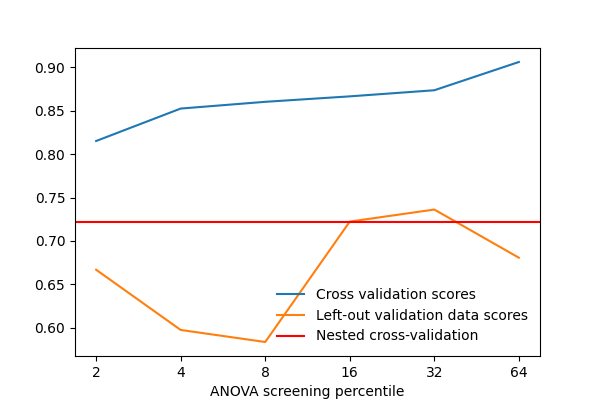 0.90
0.85
0.80
0.75
0.70
0.65
0.60
Cross validation scores
Left-out validation data scores
Nested cross-validation
2 4 8 16 32 64
ANOVA screening percentile